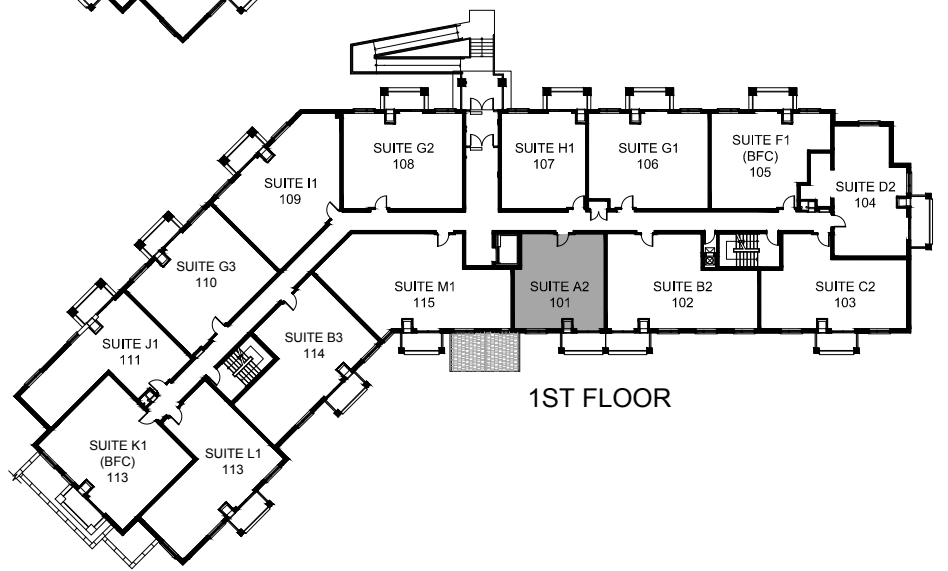 SUITE G2
108
SUITE H1
107
SUITE G1
106
SUITE F1
(BFC)
105
SUITE D2
104
SUITE I1
109
SUITE G3
110
SUITE M1
115
SUITE A2
101
SUITE B2
102
SUITE C2
103
SUITE J1
111
SUITE B3
114
SUITE K1
(BFC)
113
SUITE L1
113
1ST FLOOR